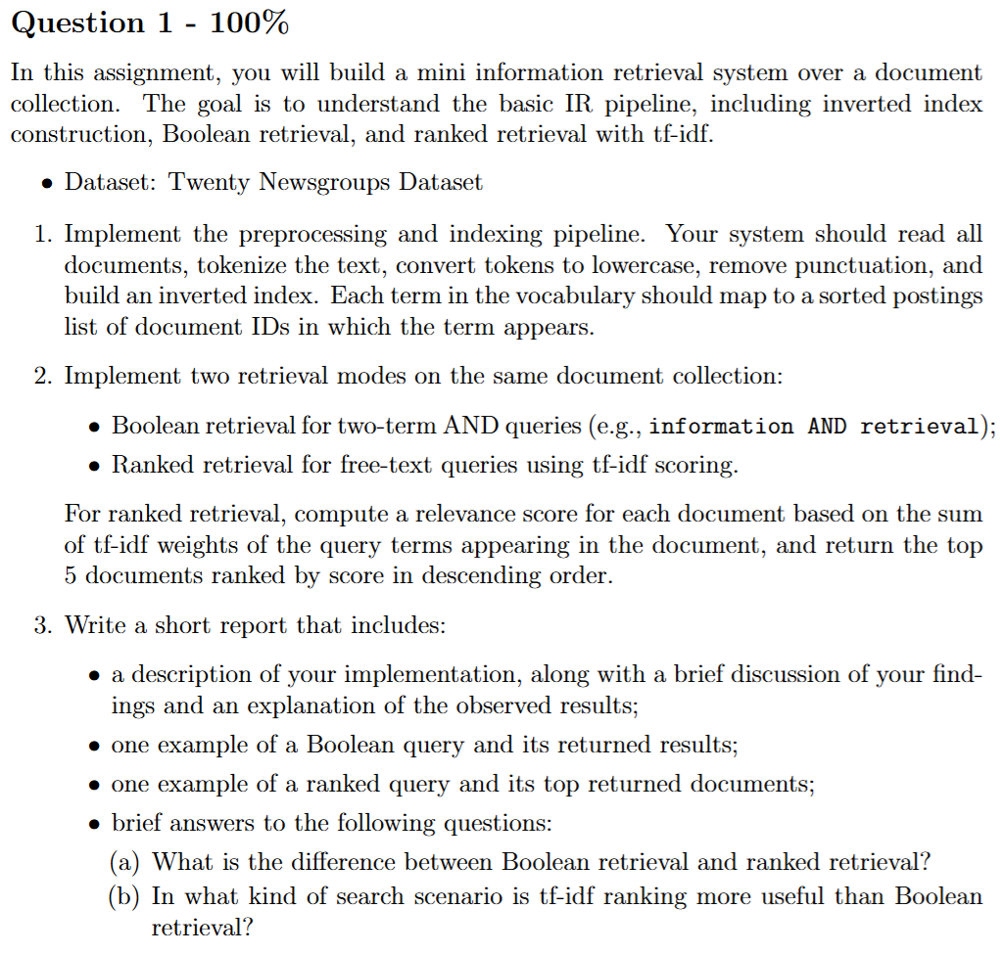 Question 1 - 100%
In this assignment, you will build a mini information retrieval system over a document
collection. The goal is to understand the basic IR pipeline, including inverted index
construction, Boolean retrieval, and ranked retrieval with tf-idf.
• Dataset: Twenty Newsgroups Dataset
1. Implement the preprocessing and indexing pipeline. Your system should read all
documents, tokenize the text, convert tokens to lowercase, remove punctuation, and
build an inverted index. Each term in the vocabulary should map to a sorted postings
list of document IDs in which the term appears.
2. Implement two retrieval modes on the same document collection:
• Boolean retrieval for two-term AND queries (e.g., information AND retrieval);
• Ranked retrieval for free-text queries using tf-idf scoring.
For ranked retrieval, compute a relevance score for each document based on the sum
of tf-idf weights of the query terms appearing in the document, and return the top
5 documents ranked by score in descending order.
3. Write a short report that includes:
• a description of your implementation, along with a brief discussion of your find-
ings and an explanation of the observed results;
• one example of a Boolean query and its returned results;
• one example of a ranked query and its top returned documents;
• brief answers to the following questions:
(a) What is the difference between Boolean retrieval and ranked retrieval?
(b) In what kind of search scenario is tf-idf ranking more useful than Boolean
retrieval?